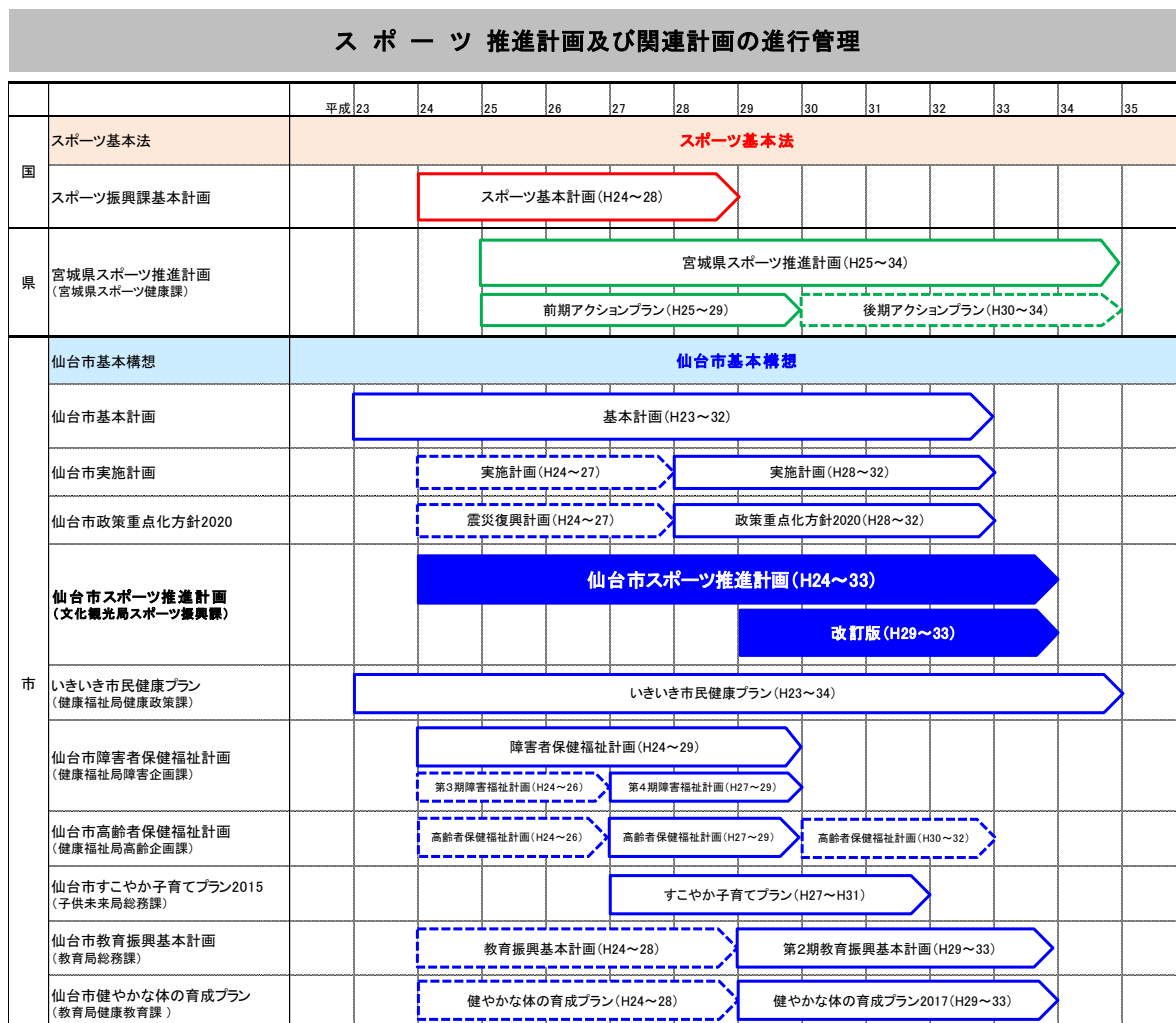 ス ポ ー ツ 推進計画及び関連計画の進行管理
平成 23 24 25 26 27 28 29 30 31 32 33 34 35
国
スポーツ基本法
スポーツ基本法
スポーツ振興課基本計画
スポーツ基本計画(H24～28)
県
宮城県スポーツ推進計画
(宮城県スポーツ健康課)
宮城県スポーツ推進計画(H25～34)
前期アクションプラン(H25～29) 後期アクションプラン(H30～34)
市
仙台市基本構想
仙台市基本構想
仙台市基本計画
基本計画(H23～32)
仙台市実施計画
実施計画(H24～27) 実施計画(H28～32)
仙台市政策重点化方針2020
震災復興計画(H24～27) 政策重点化方針2020(H28～32)
仙台市スポーツ推進計画
(文化観光局スポーツ振興課)
仙台市スポーツ推進計画(H24～33)
改訂版(H29～33)
いきいき市民健康プラン
(健康福祉局健康政策課)
いきいき市民健康プラン(H23～34)
仙台市障害者保健福祉計画
(健康福祉局障害企画課)
障害者保健福祉計画(H24～29)
第3期障害福祉計画(H24～26) 第4期障害福祉計画(H27～29)
仙台市高齢者保健福祉計画
(健康福祉局高齢企画課)
高齢者保健福祉計画(H24～26) 高齢者保健福祉計画(H27～29) 高齢者保健福祉計画(H30～32)
仙台市すこやか子育てプラン2015
(子供未来局総務課)
すこやか子育てプラン(H27～H31)
仙台市教育振興基本計画
(教育局総務課)
教育振興基本計画(H24～28) 第2期教育振興基本計画(H29～33)
仙台市健やかな体の育成プラン
(教育局健康教育課 )
健やかな体の育成プラン(H24～28) 健やかな体の育成プラン2017(H29～33)